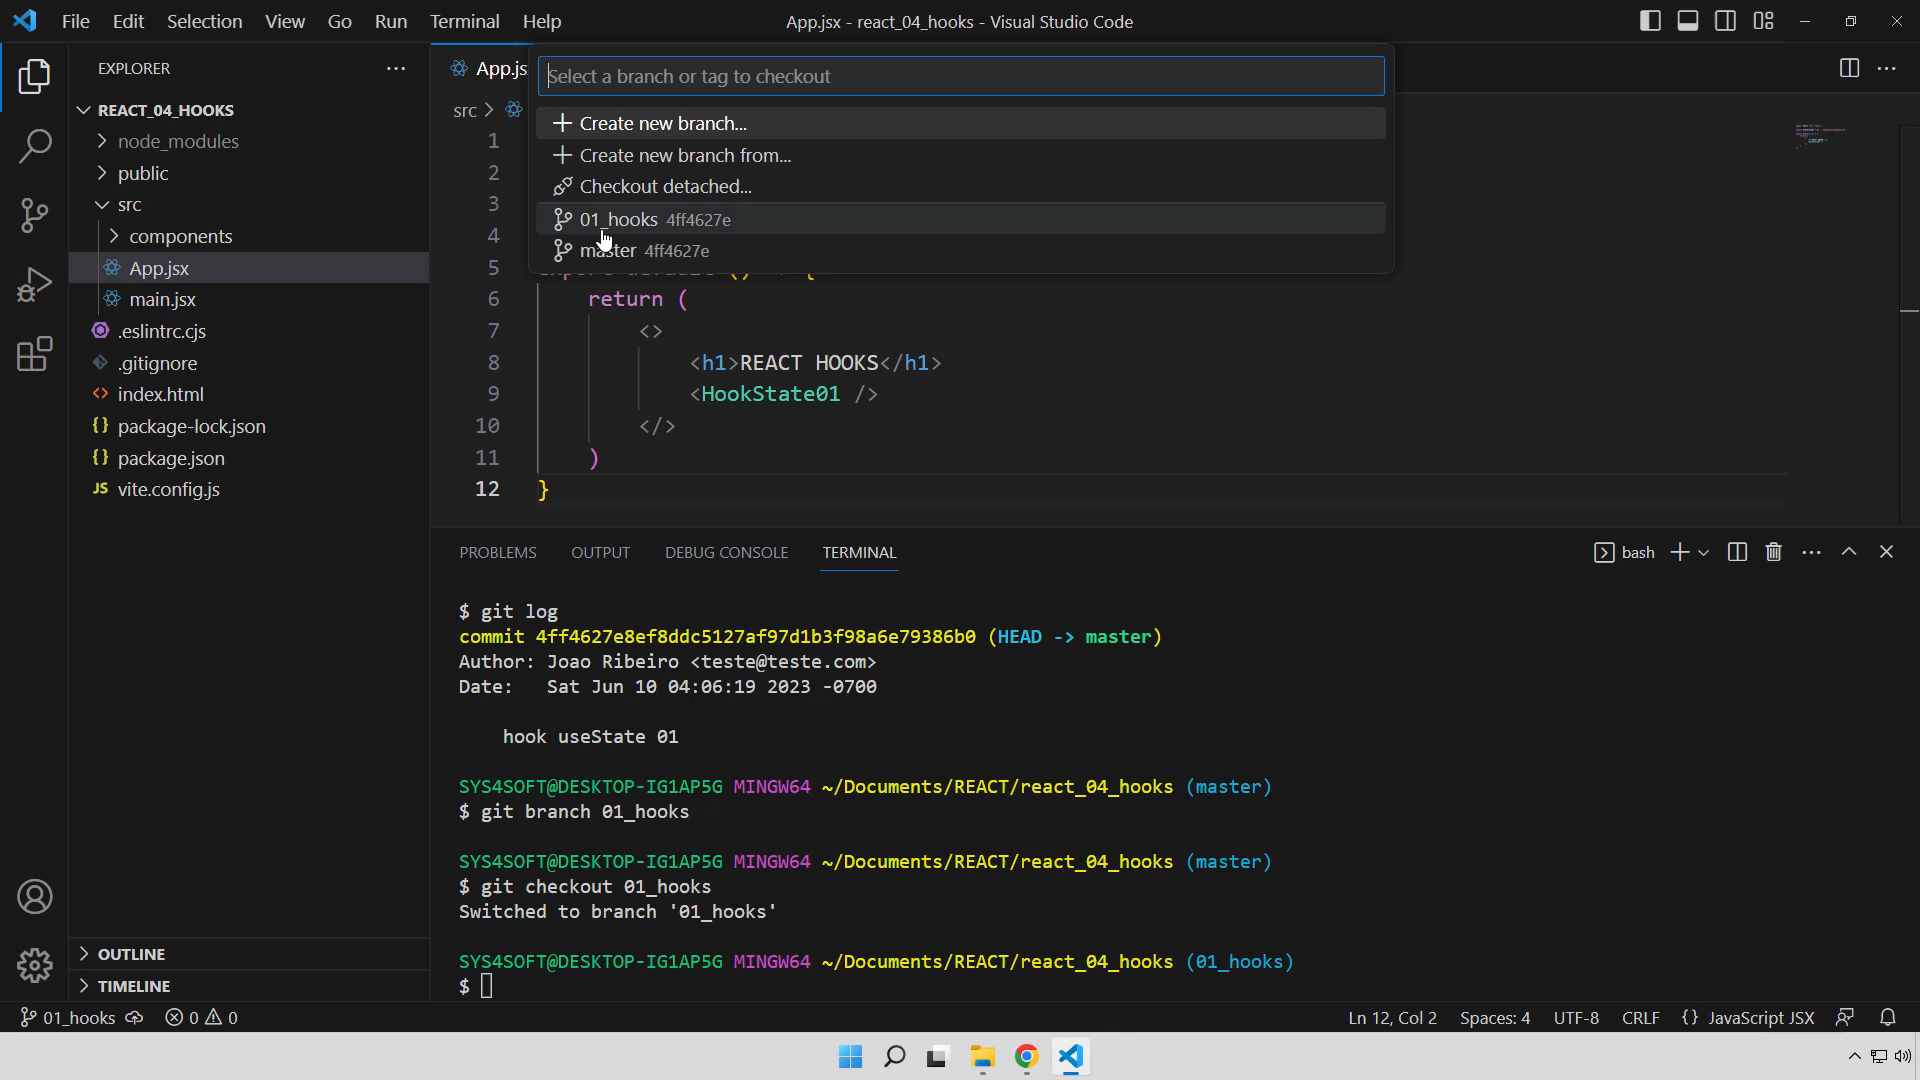 File Edit Selection View Go Run Terminal Help
App.jsx - react_04_hooks - Visual Studio Code
EXPLORER
REACT_04_HOOKS
node_modules
public
src
components
App.jsx
main.jsx
.eslintrc.cjs
.gitignore
index.html
package-lock.json
package.json
vite.config.js
OUTLINE
TIMELINE
App.js
src
Select a branch or tag to checkout
Create new branch...
Create new branch from...
Checkout detached...
01_hooks 4ff4627e
master 4ff4627e
1
2
3
4
5
6 return (
7 <>
8 <h1>REACT HOOKS</h1>
9 <HookState01 />
10 </>
11 )
12 }
PROBLEMS OUTPUT DEBUG CONSOLE TERMINAL
bash
$ git log
commit 4ff4627e8ef8ddc5127af97d1b3f98a6e79386b0 (HEAD -> master)
Author: Joao Ribeiro <teste@teste.com>
Date: Sat Jun 10 04:06:19 2023 -0700
hook useState 01
SYS4SOFT@DESKTOP-IG1AP5G MINGW64 ~/Documents/REACT/react_04_hooks (master)
$ git branch 01_hooks
SYS4SOFT@DESKTOP-IG1AP5G MINGW64 ~/Documents/REACT/react_04_hooks (master)
$ git checkout 01_hooks
Switched to branch '01_hooks'
SYS4SOFT@DESKTOP-IG1AP5G MINGW64 ~/Documents/REACT/react_04_hooks (01_hooks)
$
01_hooks 0 0
Ln 12, Col 2 Spaces: 4 UTF-8 CRLF {} JavaScript JSX